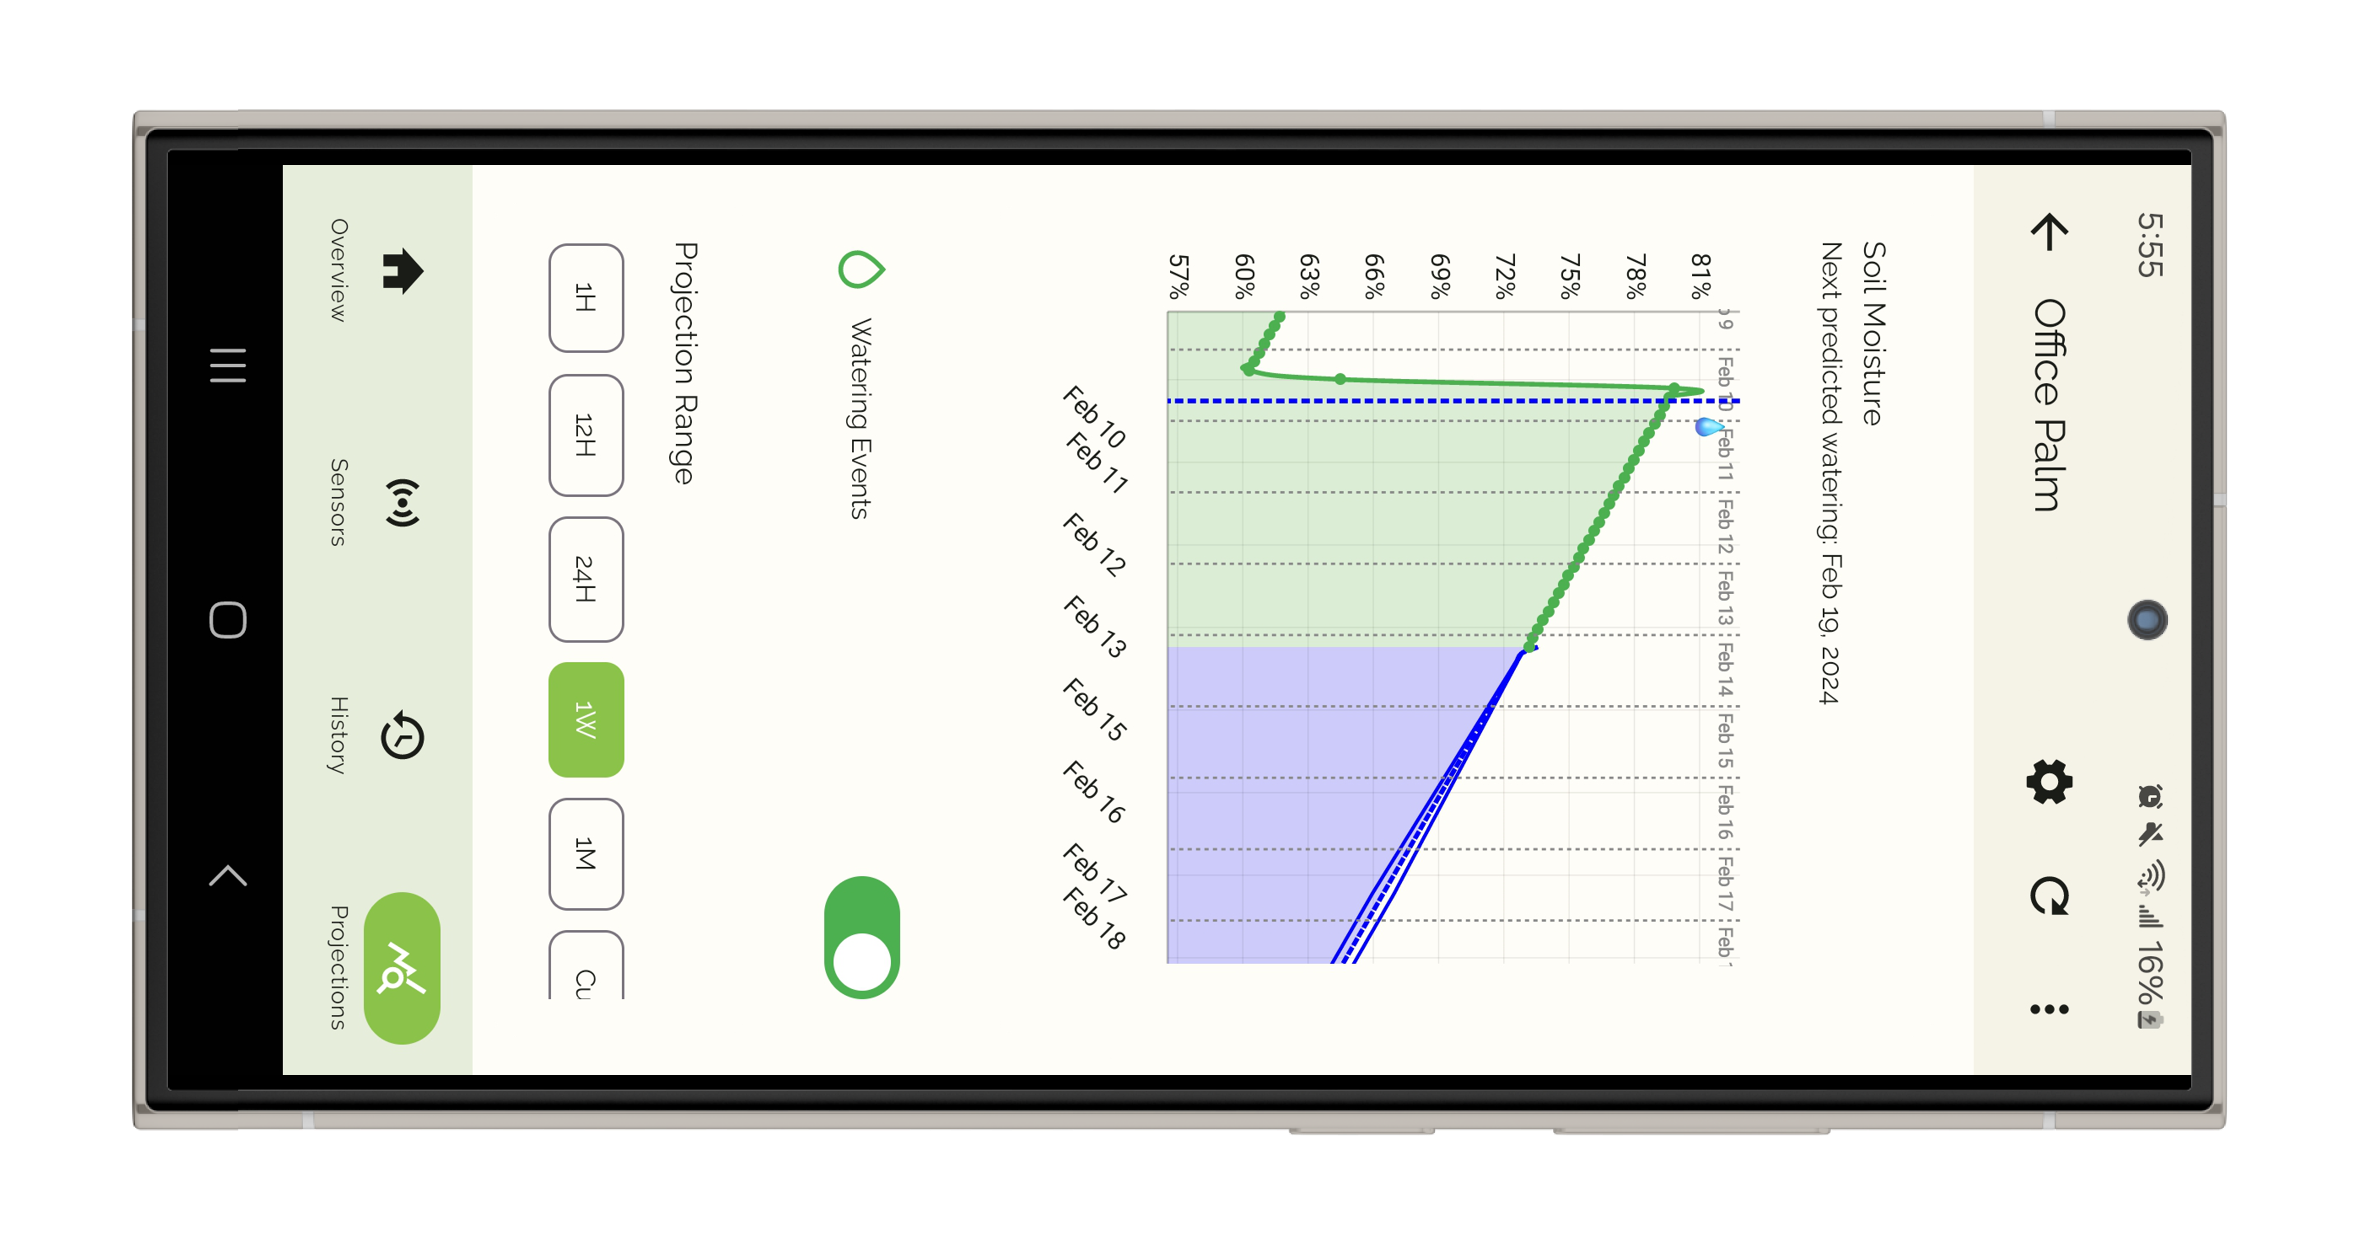 5:55
16%
Office Palm
Soil Moisture
Next predicted watering: Feb 19, 2024
9 Feb 10 Feb 11 Feb 12 Feb 13 Feb 14 Feb 15 Feb 16 Feb 17 Feb 1
81%
78%
75%
72%
69%
66%
63%
60%
57%
Feb 10 Feb 11 Feb 12 Feb 13 Feb 15 Feb 16 Feb 17 Feb 18
Watering Events
Projection Range
1H 12H 24H 1W 1M Cu
Overview Sensors History Projections